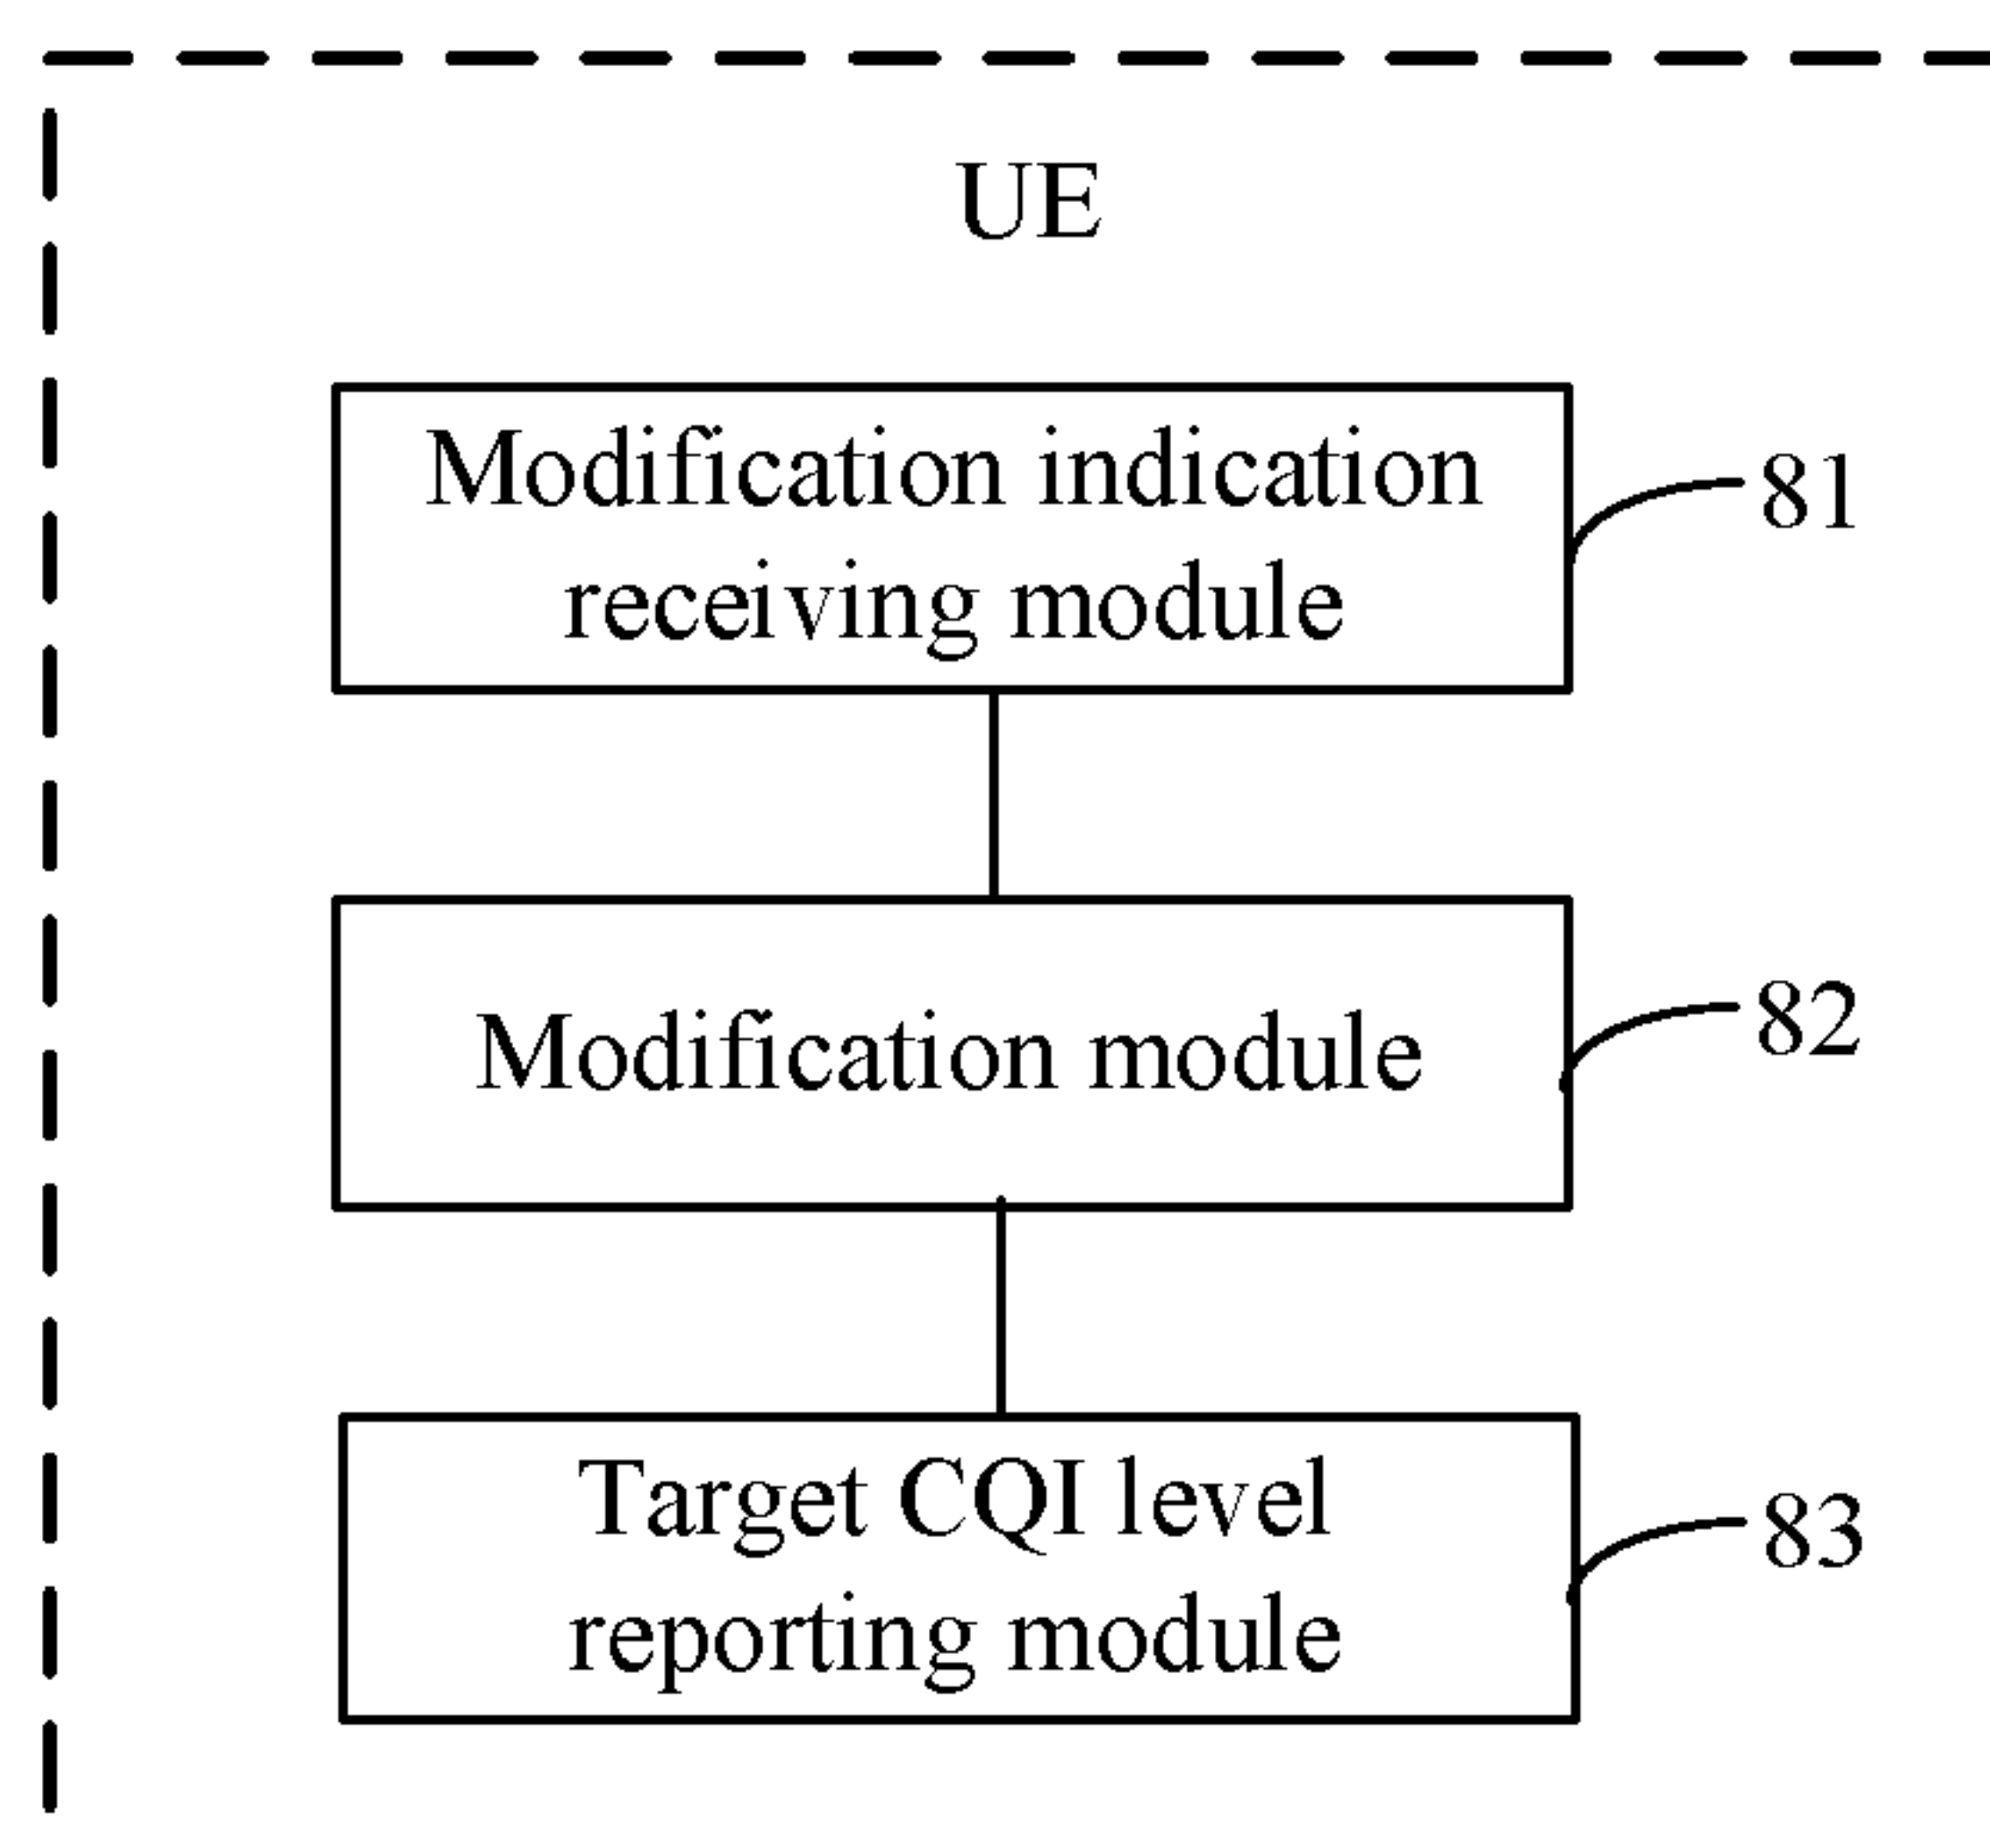 UE
Modification indication
receiving module
81
Modification module
82
Target CQI level
reporting module
83